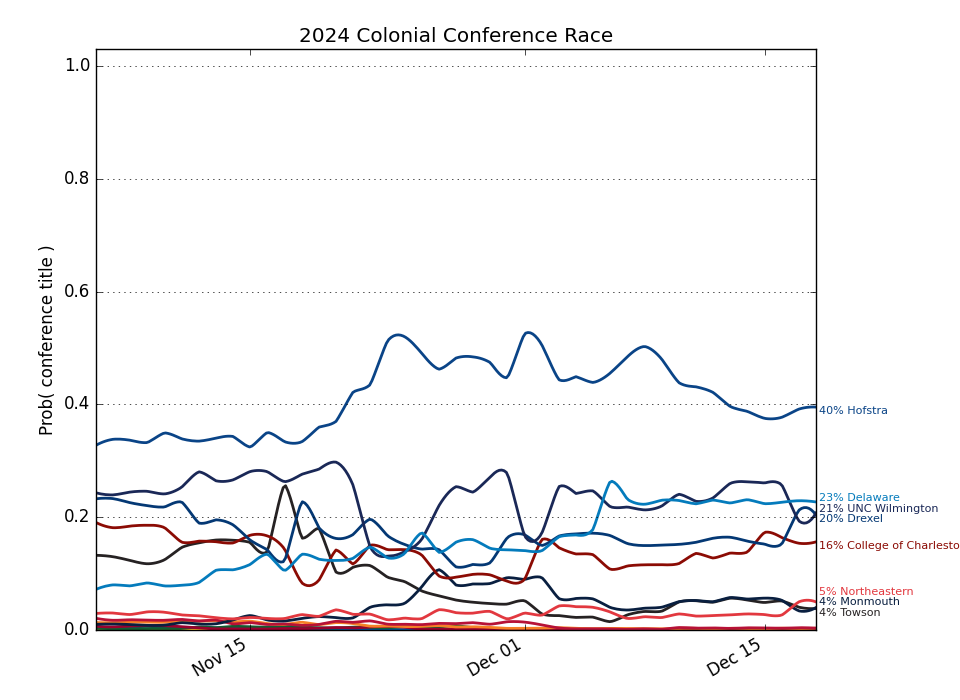 2024 Colonial Conference Race
Prob( conference title )
1.0
0.8
0.6
0.4
0.2
0.0
40% Hofstra
23% Delaware
21% UNC Wilmington
20% Drexel
16% College of Charlesto
5% Northeastern
4% Monmouth
4% Towson
Nov 15
Dec 01
Dec 15